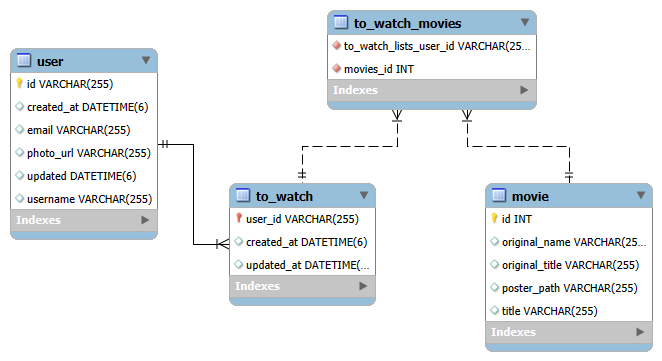 to_watch_movies
to_watch_lists_user_id VARCHAR(25...
movies_id INT
Indexes
user
id VARCHAR(255)
created_at DATETIME(6)
email VARCHAR(255)
photo_url VARCHAR(255)
updated DATETIME(6)
username VARCHAR(255)
Indexes
to_watch
user_id VARCHAR(255)
created_at DATETIME(6)
updated_at DATETIME(...
Indexes
movie
id INT
original_name VARCHAR(25...
original_title VARCHAR(255)
poster_path VARCHAR(255)
title VARCHAR(255)
Indexes